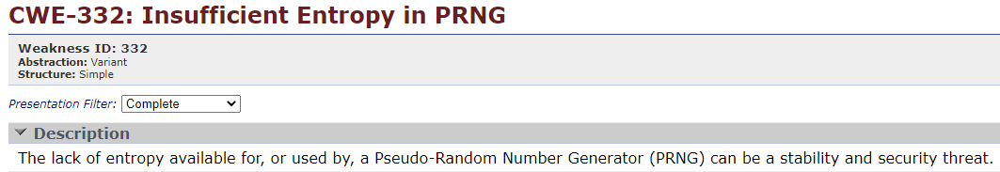 CWE-332: Insufficient Entropy in PRNG
Weakness ID: 332
Abstraction: Variant
Structure: Simple
Presentation Filter: Complete
Description
The lack of entropy available for, or used by, a Pseudo-Random Number Generator (PRNG) can be a stability and security threat.